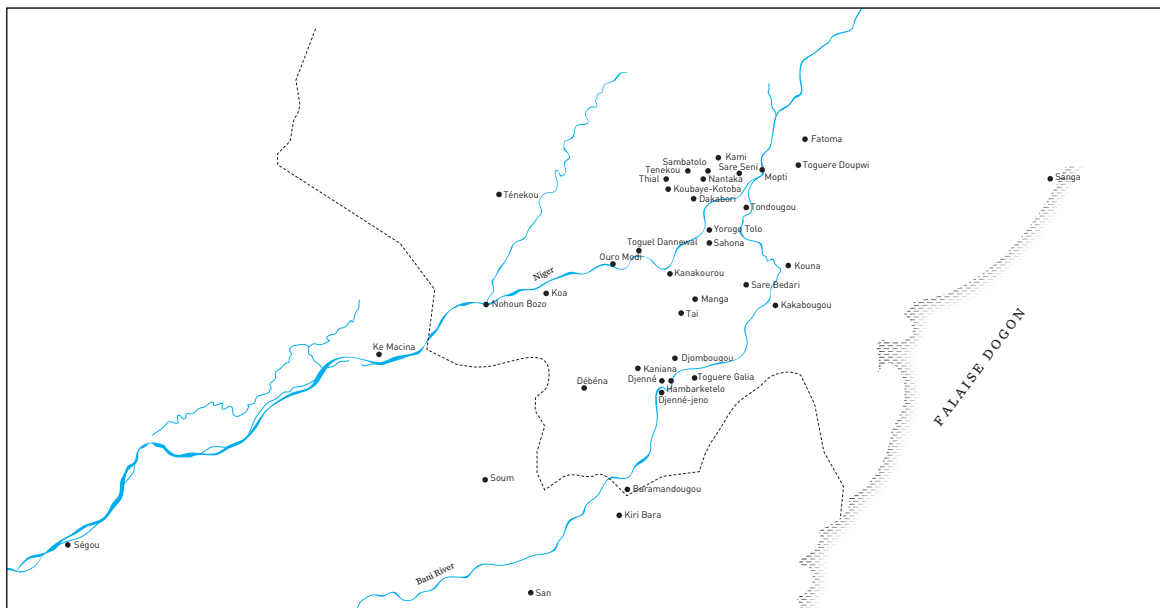 Fatoma
Kami
Sambatolo
Toguere Doupwi
Tenekou
Sare Seni
Mopti
Thial
Nantaka
Sanga
Koubaye-Kotoba
Ténekou
Dakabori
Tondougou
Yorogo Tolo
Sahona
Toguel Dannewal
Ouro Modi
Kouna
Niger
Kanakourou
Sare Bedari
Koa
Manga
Nohoun Bozo
Kakabougou
Tai
Ke Macina
Djombougou
Kaniana
Toguere Galia
Djenné
Débéna
Hambarketelo
Djenné-jeno
FALAISE DOGON
Soum
Buramandougou
Kiri Bara
Ségou
Bani River
San